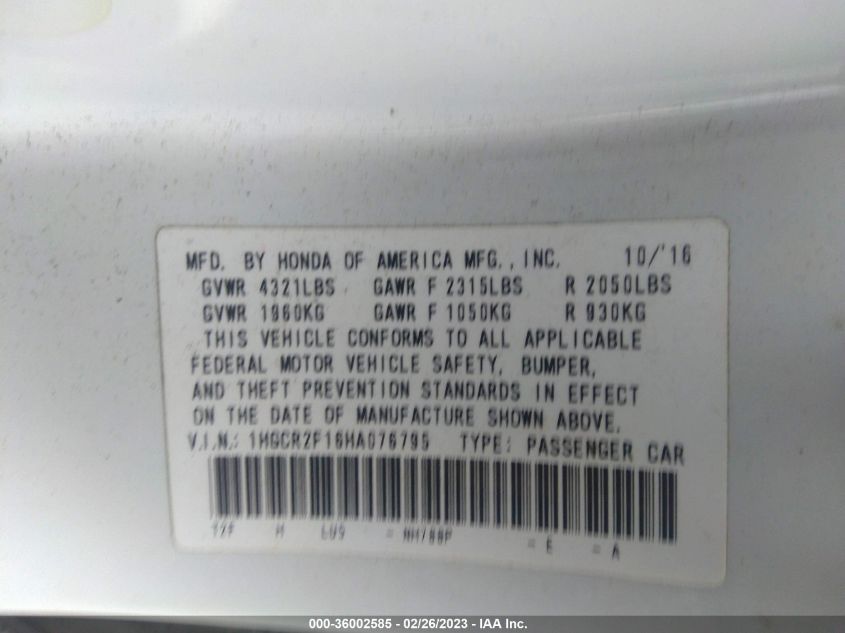 MFD. BY HONDA OF AMERICA MFG., INC. 10/'16
GVWR 4321LBS GAWR F 2315LBS R 2050LBS
GVWR 1960KG GAWR F 1050KG R 930KG
THIS VEHICLE CONFORMS TO ALL APPLICABLE
FEDERAL MOTOR VEHICLE SAFETY, BUMPER,
AND THEFT PREVENTION STANDARDS IN EFFECT
ON THE DATE OF MANUFACTURE SHOWN ABOVE.
V.I.N.: 1HGCR2F16HA076795 TYPE: PASSENGER CAR
M = NH788P = E = A
000-36002585 - 02/26/2023 - IAA Inc.